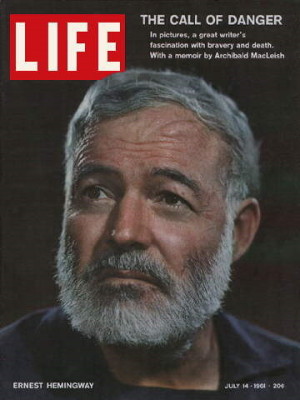 LIFE
THE CALL OF DANGER
In pictures, a great writer's
fascination with bravery and death.
With a memoir by Archibald MacLeish
ERNEST HEMINGWAY
JULY 14 · 1961 · 20¢